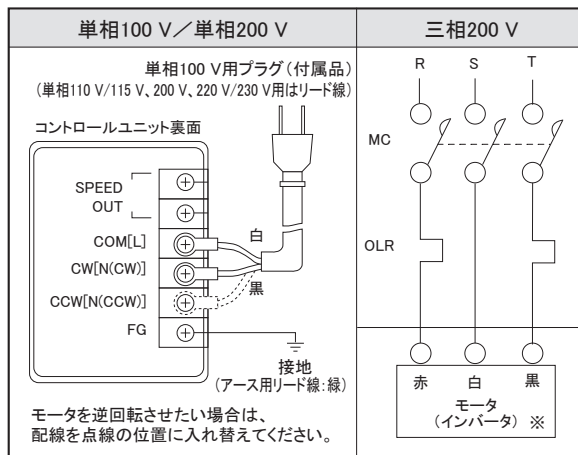 単相100 V／単相200 V
単相100 V用プラグ（付属品）
（単相110 V/115 V、200 V、220 V/230 V用はリード線）
コントロールユニット裏面
SPEED
OUT
COM[L]
CW[N(CW)]
CCW[N(CCW)]
FG
白
黒
接地
（アース用リード線：緑）
モータを逆回転させたい場合は、
配線を点線の位置に入れ替えてください。
三相200 V
R S T
MC
OLR
赤 白 黒
モータ
（インバータ） ※